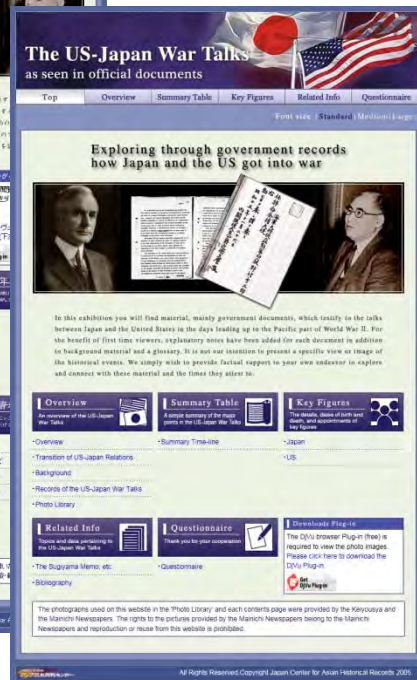 The US-Japan War Talks
as seen in official documents
Top Overview Summary Table Key Figures Related Info Questionnaire
Font size : Standard | Medium | Large
Exploring through government records
how Japan and the US got into war
In this exhibition you will find material, mainly government documents, which testify to the talks
between Japan and the United States in the days leading up to the Pacific part of World War II. For
the benefit of first time viewers, explanatory notes have been added for each document in addition
to background material and a glossary. It is not our intention to present a specific view or image of
the historical events. We simply wish to provide factual support to your own endeavor to explore
and connect with these material and the times they attest to.
Overview
An overview of the US-Japan
War Talks
・Overview
・Transition of US-Japan Relations
・Background
・Records of the US-Japan War Talks
・Photo Library
Summary Table
A simple summary of the major
points in the US-Japan War Talks
・Summary Time-line
Key Figures
The details, dates of birth and
death, and appointments of
key figures
・Japan
・US
Related Info
Topics and data pertaining to
the US-Japan War Talks
・The Sugiyama Memo, etc.
・Bibliography
Questionnaire
Thank you for your cooperation
・Questionnaire
Downloads Plug-in
The DjVu browser Plug-in (free) is
required to view the photo images.
Please click here to download the
DjVu Plug-in.
Get
DjVu Plug-in
The photographs used on this website in the 'Photo Library' and each contents page were provided by the Keiyousya and
the Mainichi Newspapers. The rights to the pictures provided by the Mainichi Newspapers belong to the Mainichi
Newspapers and reproduction or reuse from this website is prohibited.
All Rights Reserved.Copyright Japan Center for Asian Historical Records 2005